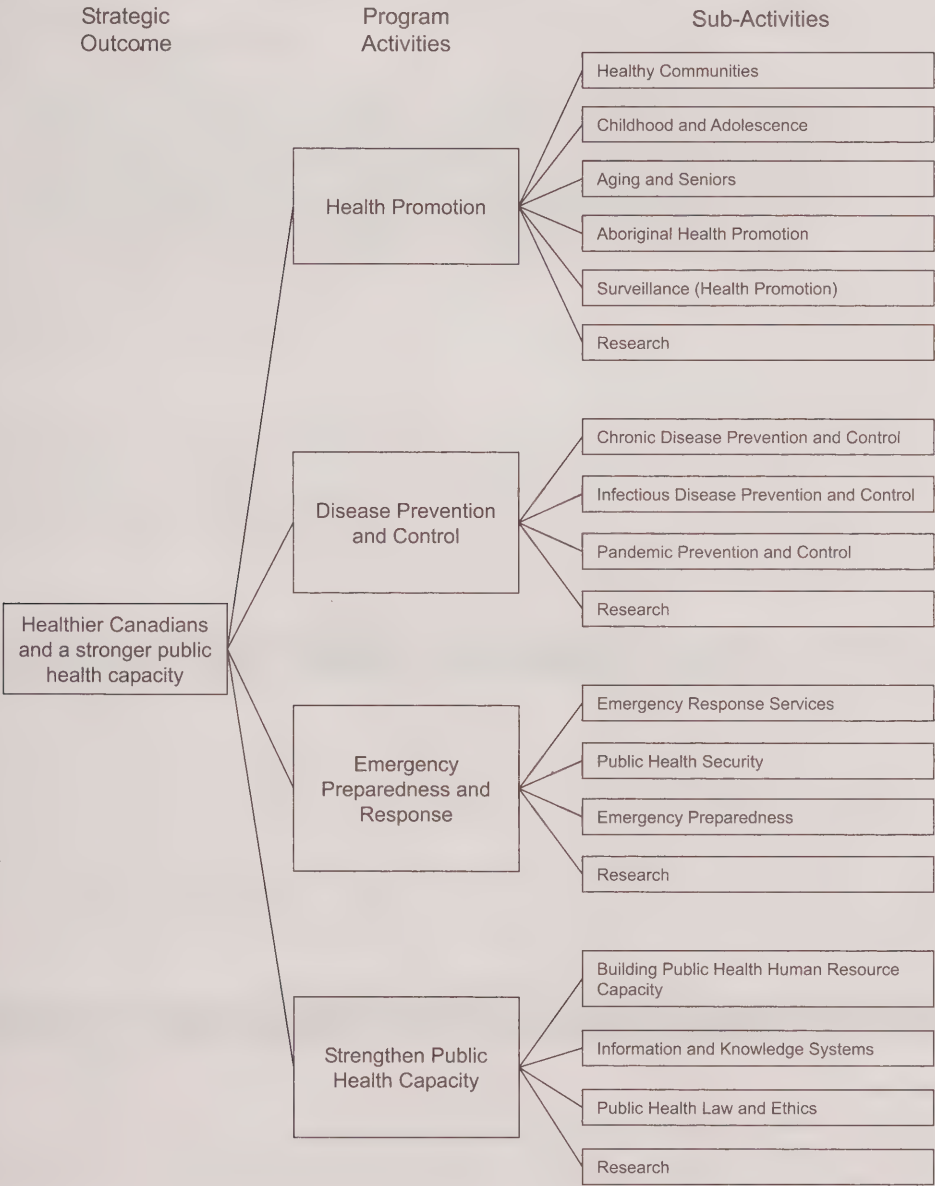 Strategic
Outcome
Program
Activities
Sub-Activities
Healthier Canadians
and a stronger public
health capacity
Health Promotion
Healthy Communities
Childhood and Adolescence
Aging and Seniors
Aboriginal Health Promotion
Surveillance (Health Promotion)
Research
Disease Prevention
and Control
Chronic Disease Prevention and Control
Infectious Disease Prevention and Control
Pandemic Prevention and Control
Research
Emergency
Preparedness and
Response
Emergency Response Services
Public Health Security
Emergency Preparedness
Research
Strengthen Public
Health Capacity
Building Public Health Human Resource
Capacity
Information and Knowledge Systems
Public Health Law and Ethics
Research